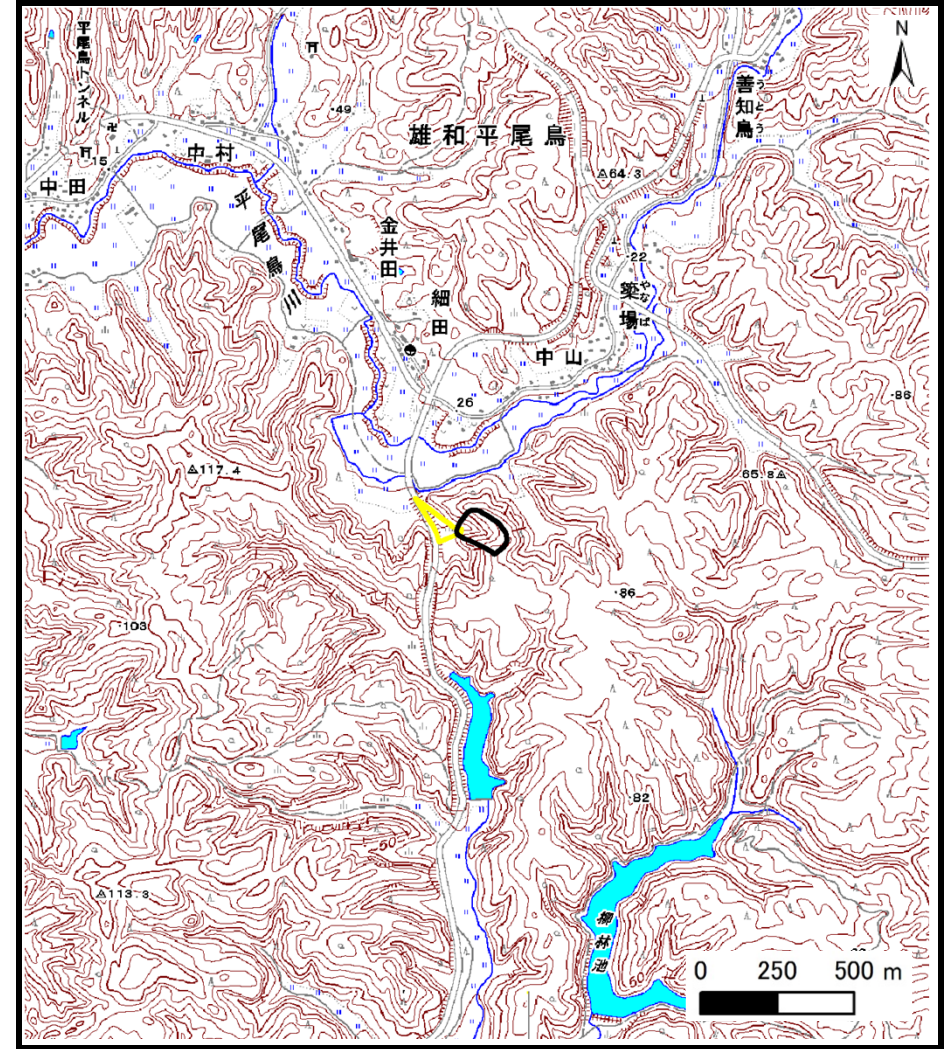 N
平尾鳥トンネル
善知鳥
うとう
・49
雄和平尾鳥
15
中村
中田
64.3
平尾鳥川
金井田
・22
細田
簗場
やなば
中山
26
・86
117.4
65.8
・86
・103
・82
50
113.3
柳林池
0 250 500 m